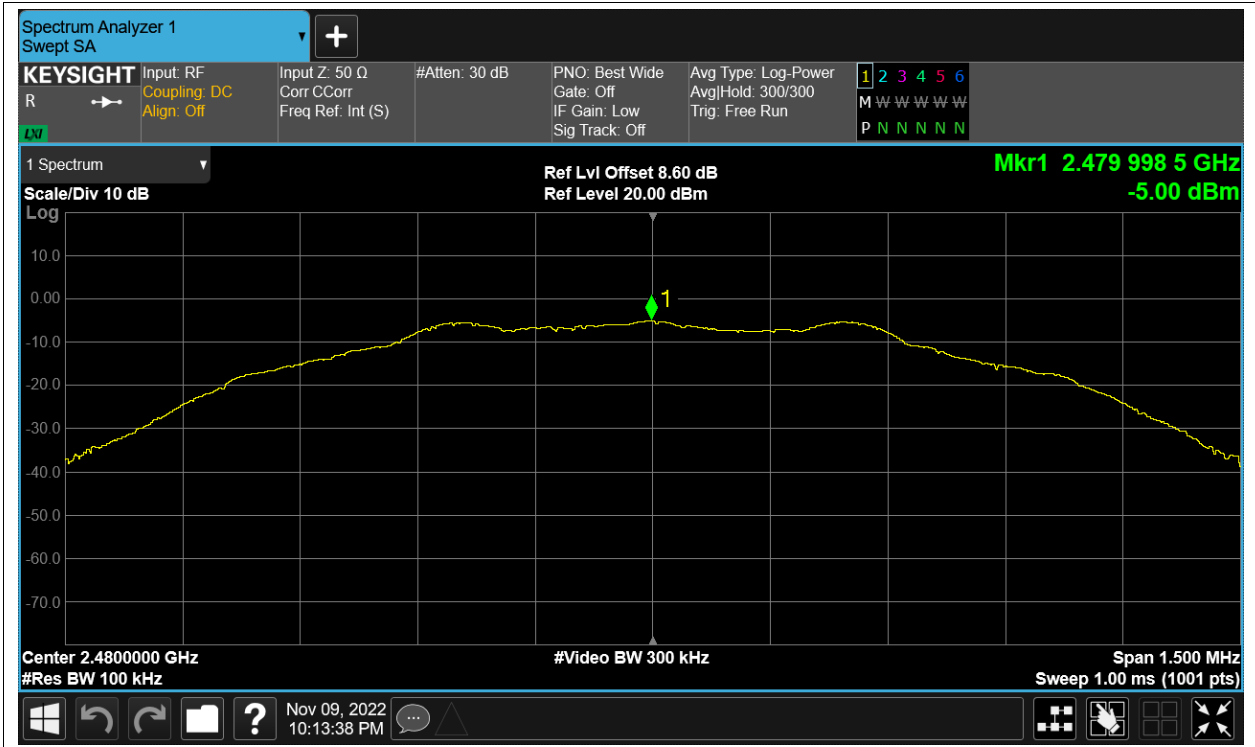 Spectrum Analyzer 1
Swept SA
+
KEYSIGHT
R
LXI
Input: RF
Coupling: DC
Align: Off
Input Z: 50 Ω
Corr CCorr
Freq Ref: Int (S)
#Atten: 30 dB
PNO: Best Wide
Gate: Off
IF Gain: Low
Sig Track: Off
Avg Type: Log-Power
Avg|Hold: 300/300
Trig: Free Run
1 2 3 4 5 6
M W W W W W
P N N N N N
1 Spectrum
Scale/Div 10 dB
Log
Ref Lvl Offset 8.60 dB
Ref Level 20.00 dBm
Mkr1 2.479 998 5 GHz
-5.00 dBm
10.0
0.00
1
-10.0
-20.0
-30.0
-40.0
-50.0
-60.0
-70.0
Center 2.4800000 GHz
#Res BW 100 kHz
#Video BW 300 kHz
Span 1.500 MHz
Sweep 1.00 ms (1001 pts)
?
Nov 09, 2022
10:13:38 PM